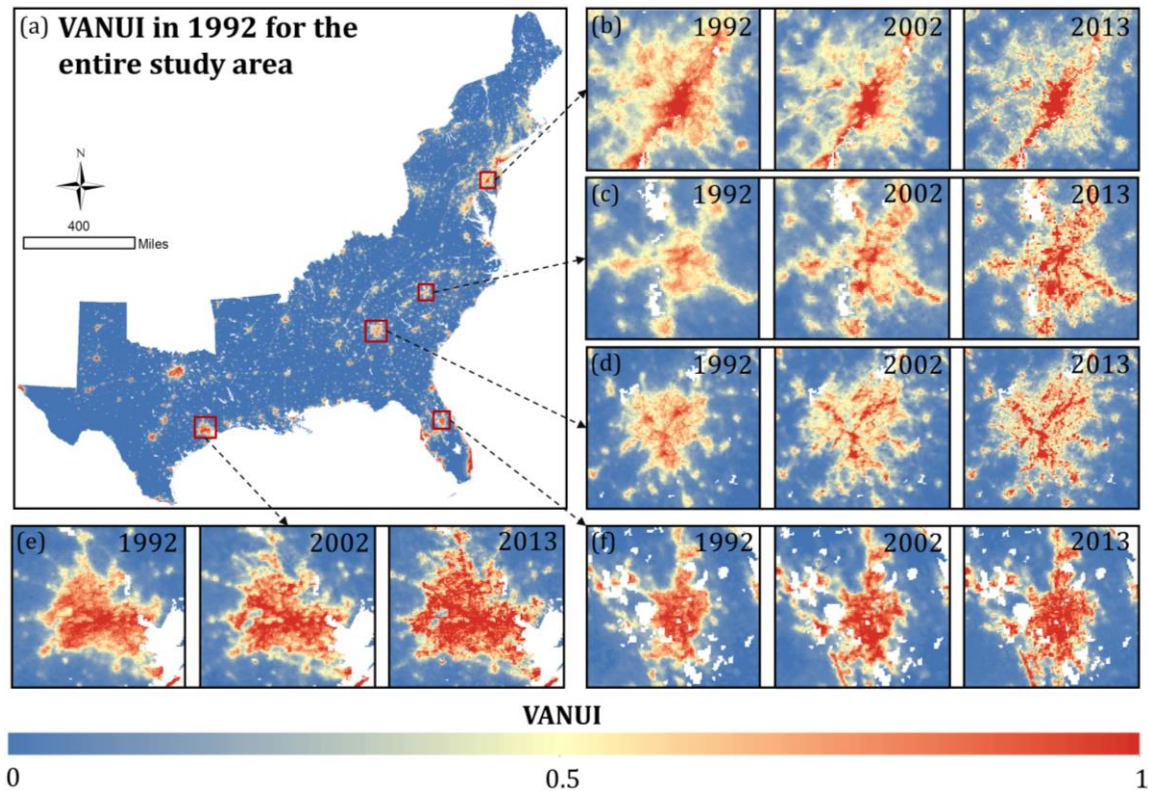 (a) VANUI in 1992 for the
entire study area
N
400
Miles
(b) 1992 2002 2013
(c) 1992 2002 2013
(d) 1992 2002 2013
(e) 1992 2002 2013
(f) 1992 2002 2013
VANUI
0 0.5 1